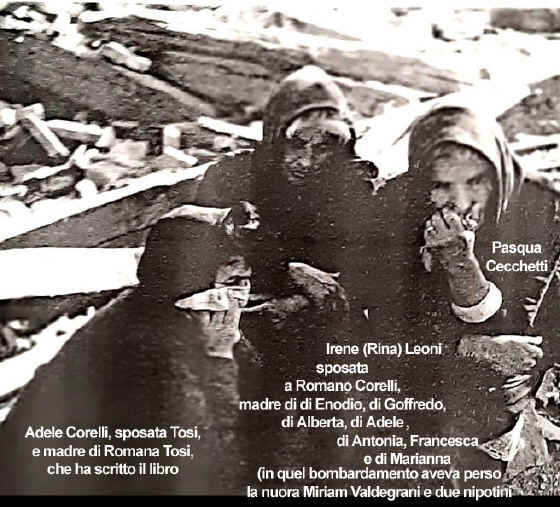 Pasqua
Cecchetti
Irene (Rina) Leoni
sposata
a Romano Corelli,
madre di di Enodio, di Goffredo,
di Alberta, di Adele,
di Antonia, Francesca
e di Marianna
(in quel bombardamento aveva perso
la nuora Miriam Valdegrani e due nipotini
Adele Corelli, sposata Tosi,
e madre di Romana Tosi,
che ha scritto il libro